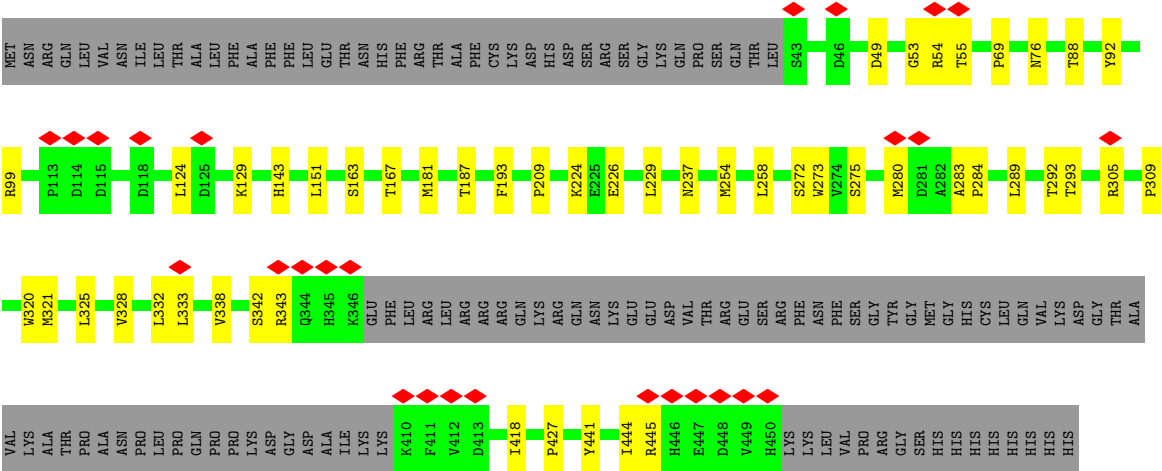 MET ASN ARG GLN LEU VAL ASN ILE LEU THR ALA LEU PHE ALA PHE PHE LEU GLU THR ASN HIS PHE ARG THR ALA PHE CYS LYS ASP HIS ASP SER ARG SER GLY LYS GLN PRO SER GLN THR LEU S43 D46 D49 G53 R54 T55 P69 N76 T88 Y92
R99 P113 D114 D115 D118 L124 D125 K129 H143 L151 S163 T167 M181 T187 F193 P209 K224 E225 E226 L229 N237 M254 L258 S272 W273 V274 S275 M280 D281 A282 A283 P284 L289 T292 T293 R305 P309
W320 M321 L325 V328 L332 L333 V338 S342 R343 Q344 H345 K346 GLU PHE LEU ARG LEU ARG ARG ARG GLN LYS ARG GLN ASN LYS GLU GLU ASP VAL THR ARG GLU SER ARG PHE ASN PHE SER GLY TYR GLY MET GLY HIS CYS LEU GLN VAL LYS ASP GLY THR ALA
VAL LYS ALA THR PRO ALA ASN PRO LEU PRO GLN PRO PRO LYS ASP GLY ASP ALA ILE LYS LYS K410 F411 V412 D413 I418 P427 Y441 I444 R445 H446 E447 D448 V449 H450 LYS LYS LEU VAL PRO ARG GLY SER HIS HIS HIS HIS HIS HIS HIS HIS HIS HIS